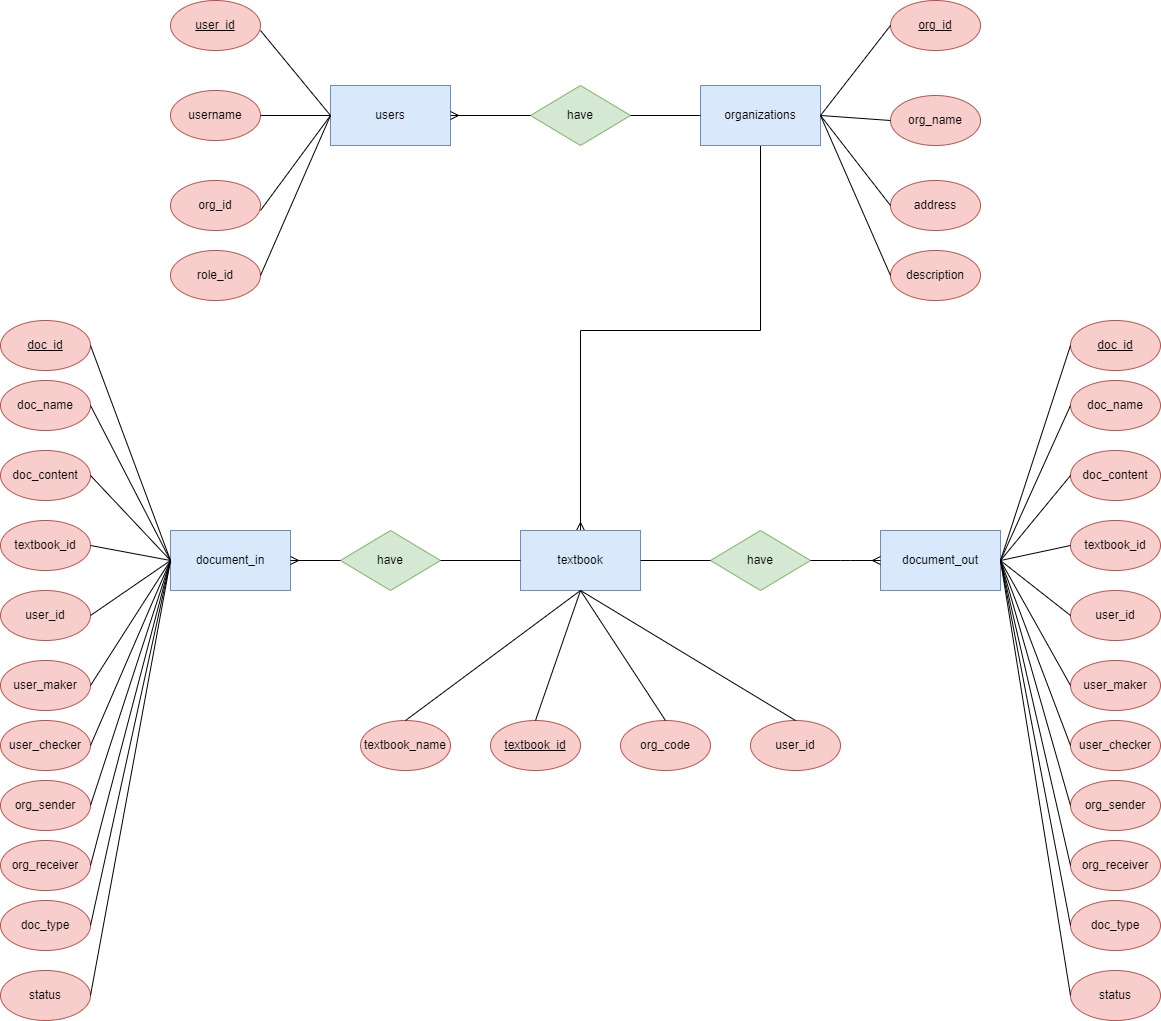 user_id
org_id
username
users
have
organizations
org_name
org_id
address
role_id
description
doc_id
doc_id
doc_name
doc_name
doc_content
doc_content
textbook_id
document_in
have
textbook
have
document_out
textbook_id
user_id
user_id
user_maker
user_maker
user_checker
textbook_name
textbook_id
org_code
user_id
user_checker
org_sender
org_sender
org_receiver
org_receiver
doc_type
doc_type
status
status